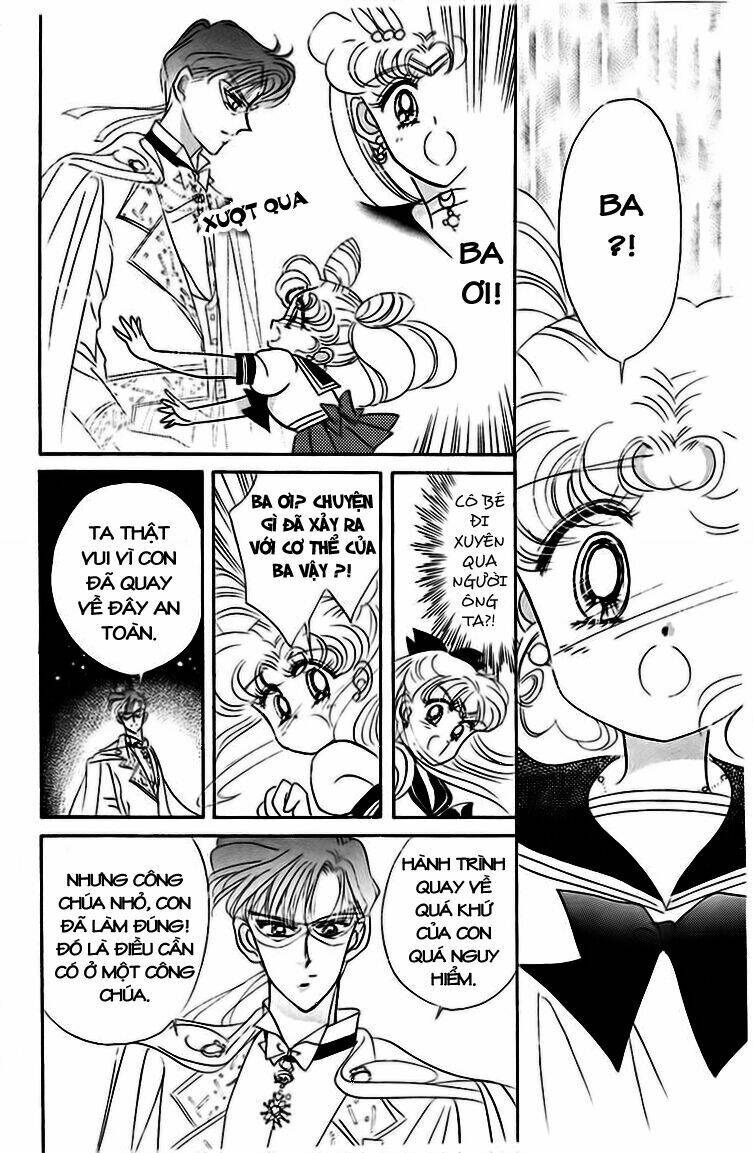 BA
?!
BA
ƠI!
XƯỢT QUA
CÔ BÉ
ĐI
XUYÊN
QUA
NGƯỜI
ÔNG
TA?!
BA ƠI? CHUYỆN
GÌ ĐÃ XẢY RA
VỚI CƠ THỂ CỦA
BA VẬY ?!
TA THẬT
VUI VÌ CON
ĐÃ QUAY
VỀ ĐÂY AN
TOÀN.
HÀNH TRÌNH
QUAY VỀ
QUÁ KHỨ
CỦA CON
QUÁ NGUY
HIỂM.
NHƯNG CÔNG
CHÚA NHỎ, CON
ĐÃ LÀM ĐÚNG!
ĐÓ LÀ ĐIỀU CẦN
CÓ Ở MỘT CÔNG
CHÚA.